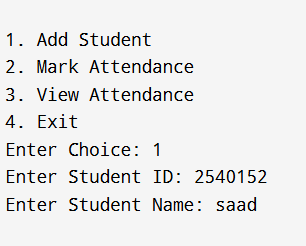 1. Add Student
2. Mark Attendance
3. View Attendance
4. Exit
Enter Choice: 1
Enter Student ID: 2540152
Enter Student Name: saad